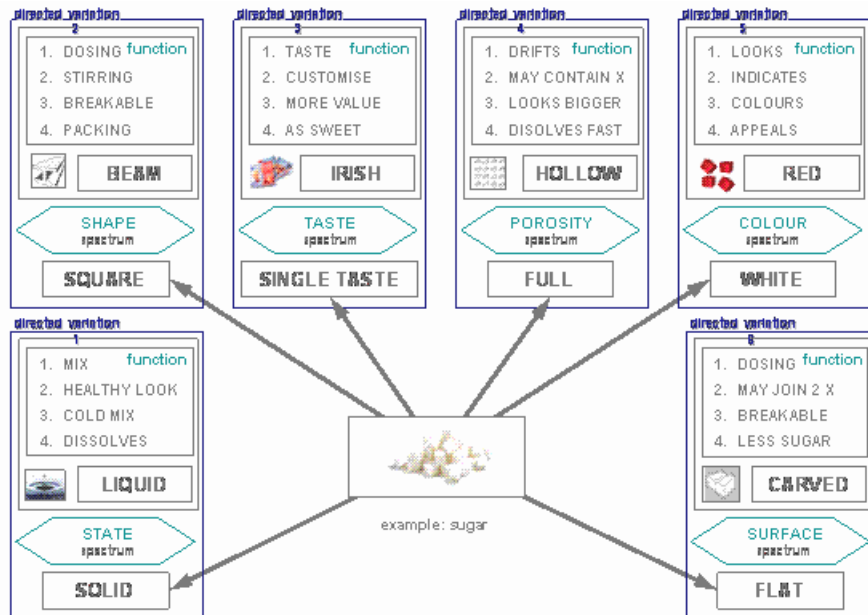 directed variation
2
function
1. DOSING
2. STIRRING
3. BREAKABLE
4. PACKING
BEAM
SHAPE
spectrum
SQUARE
directed variation
3
function
1. TASTE
2. CUSTOMISE
3. MORE VALUE
4. AS SWEET
IRISH
TASTE
spectrum
SINGLE TASTE
directed variation
4
function
1. DRIFTS
2. MAY CONTAIN X
3. LOOKS BIGGER
4. DISOLVES FAST
HOLLOW
POROSITY
spectrum
FULL
directed variation
5
function
1. LOOKS
2. INDICATES
3. COLOURS
4. APPEALS
RED
COLOUR
spectrum
WHITE
directed variation
1
function
1. MIX
2. HEALTHY LOOK
3. COLD MIX
4. DISSOLVES
LIQUID
STATE
spectrum
SOLID
example: sugar
directed variation
6
function
1. DOSING
2. MAY JOIN 2 X
3. BREAKABLE
4. LESS SUGAR
CARVED
SURFACE
spectrum
FLAT